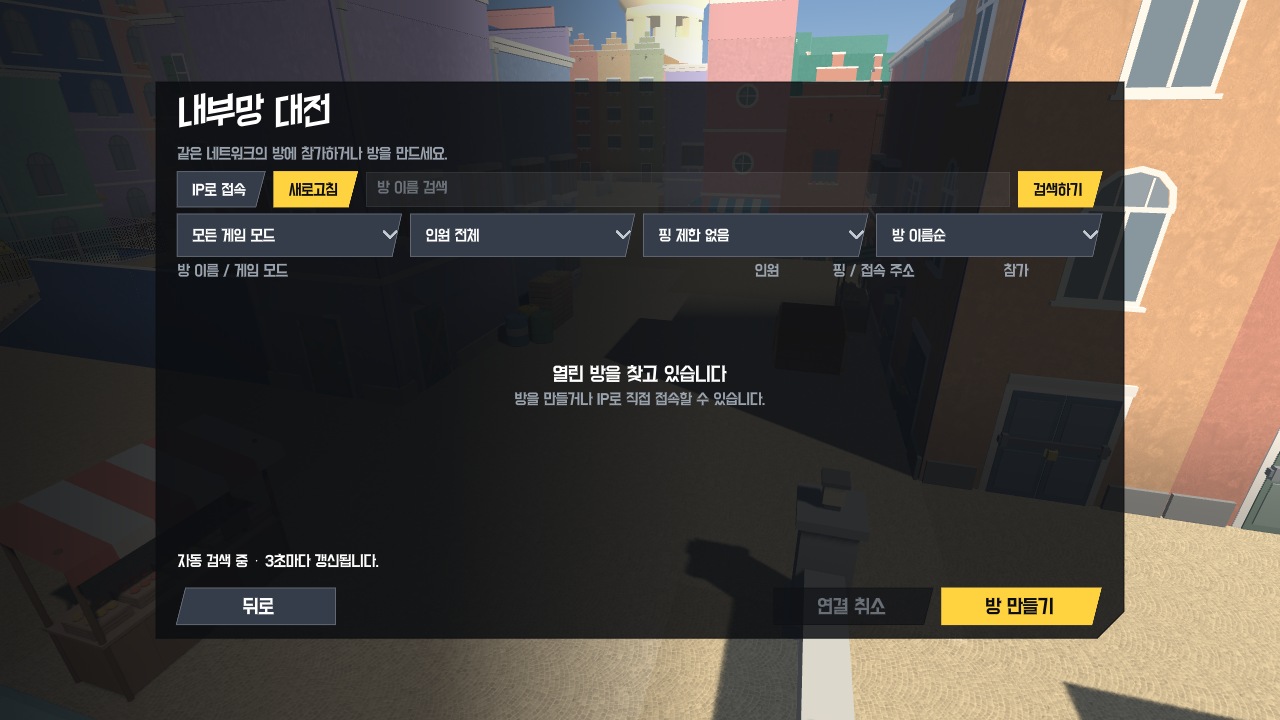 내부망 대전
같은 네트워크의 방에 참가하거나 방을 만드세요.
IP로 접속
새로고침
방 이름 검색
검색하기
모든 게임 모드
인원 전체
핑 제한 없음
방 이름순
방 이름 / 게임 모드
인원
핑 / 접속 주소
참가
열린 방을 찾고 있습니다
방을 만들거나 IP로 직접 접속할 수 있습니다.
자동 검색 중 · 3초마다 갱신됩니다.
뒤로
연결 취소
방 만들기